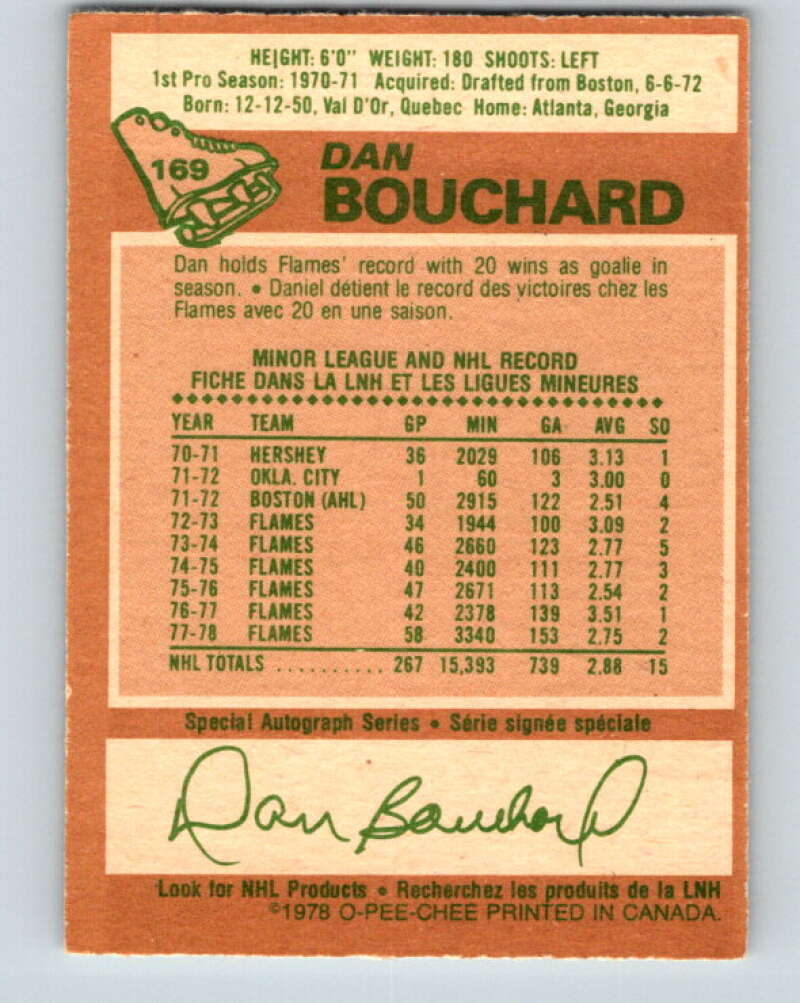 HEIGHT: 6'0" WEIGHT: 180 SHOOTS: LEFT
1st Pro Season: 1970-71 Acquired: Drafted from Boston, 6-6-72
Born: 12-12-50, Val D'Or, Quebec Home: Atlanta, Georgia
169
DAN
BOUCHARD
Dan holds Flames' record with 20 wins as goalie in
season. • Daniel détient le record des victoires chez les
Flames avec 20 en une saison.
MINOR LEAGUE AND NHL RECORD
FICHE DANS LA LNH ET LES LIGUES MINEURES
YEAR TEAM GP MIN GA AVG SO
70-71 HERSHEY 36 2029 106 3.13 1
71-72 OKLA. CITY 1 60 3 3.00 0
71-72 BOSTON (AHL) 50 2915 122 2.51 4
72-73 FLAMES 34 1944 100 3.09 2
73-74 FLAMES 46 2660 123 2.77 5
74-75 FLAMES 40 2400 111 2.77 3
75-76 FLAMES 47 2671 113 2.54 2
76-77 FLAMES 42 2378 139 3.51 1
77-78 FLAMES 58 3340 153 2.75 2
NHL TOTALS .......... 267 15,393 739 2.88 15
Special Autograph Series • Série signée spéciale
Dan Bouchard
Look for NHL Products • Recherchez les produits de la LNH
©1978 O-PEE-CHEE PRINTED IN CANADA.